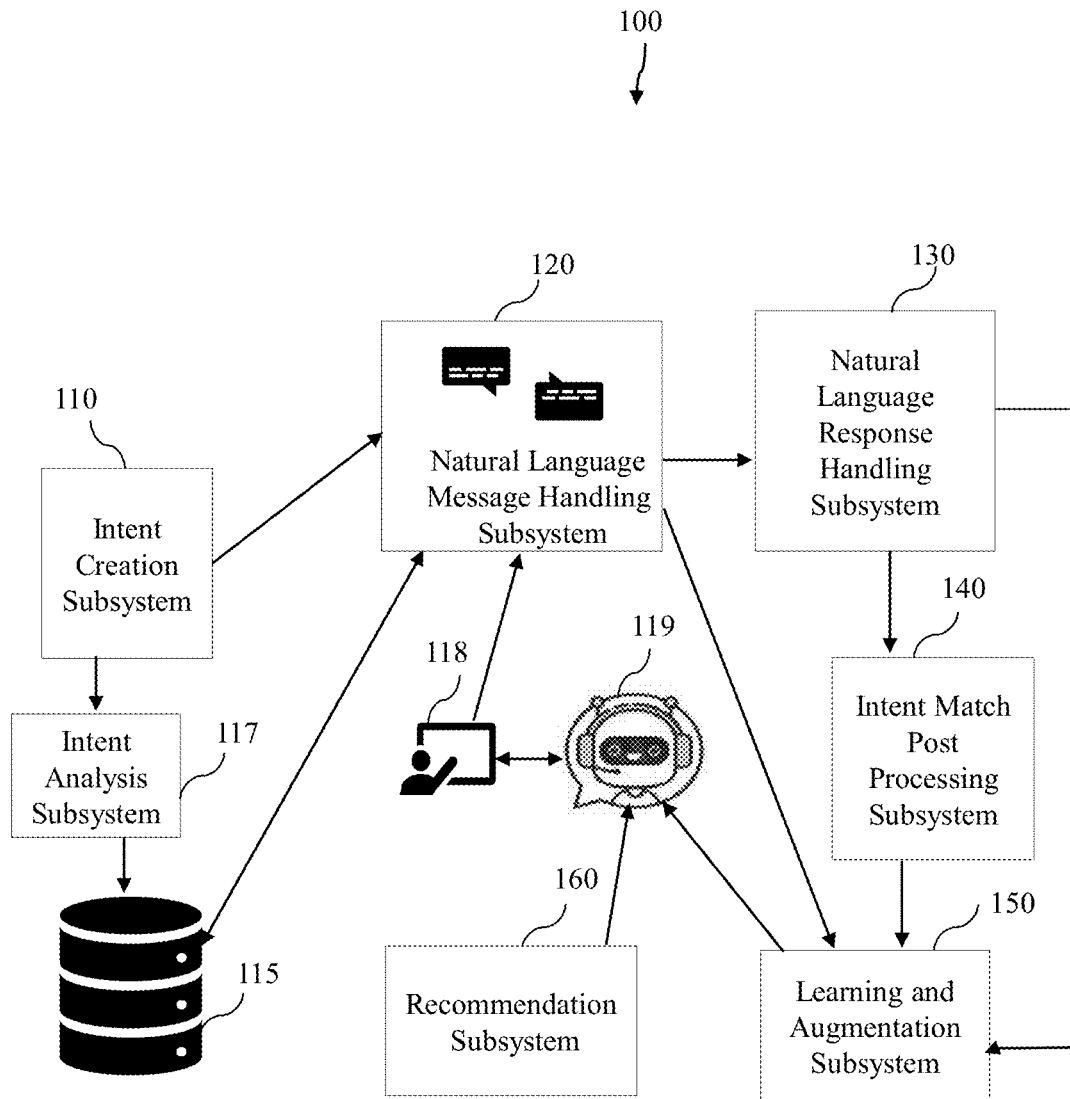 100
120
130
Natural
Language
Response
Handling
Subsystem
110
Natural Language
Message Handling
Subsystem
Intent
Creation
Subsystem
140
119
118
Intent Match
Post
Processing
Subsystem
117
Intent
Analysis
Subsystem
160
150
115
Recommendation
Subsystem
Learning and
Augmentation
Subsystem